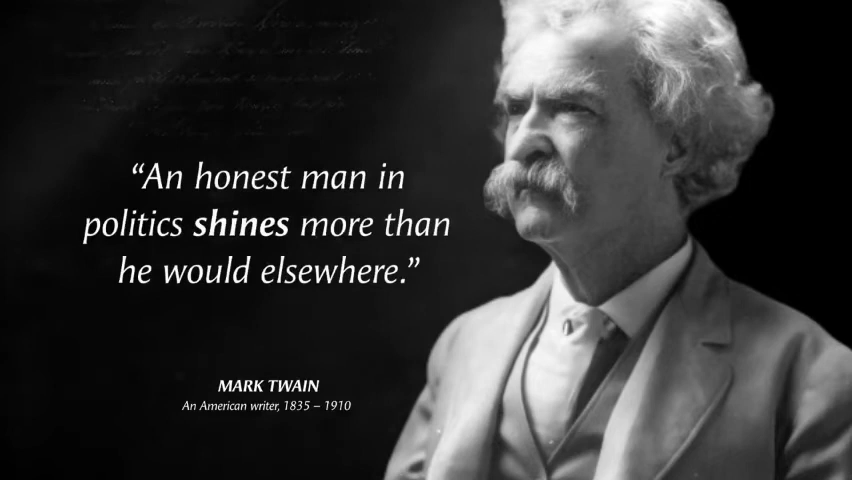 “An honest man in
politics shines more than
he would elsewhere.”
MARK TWAIN
An American writer, 1835 – 1910